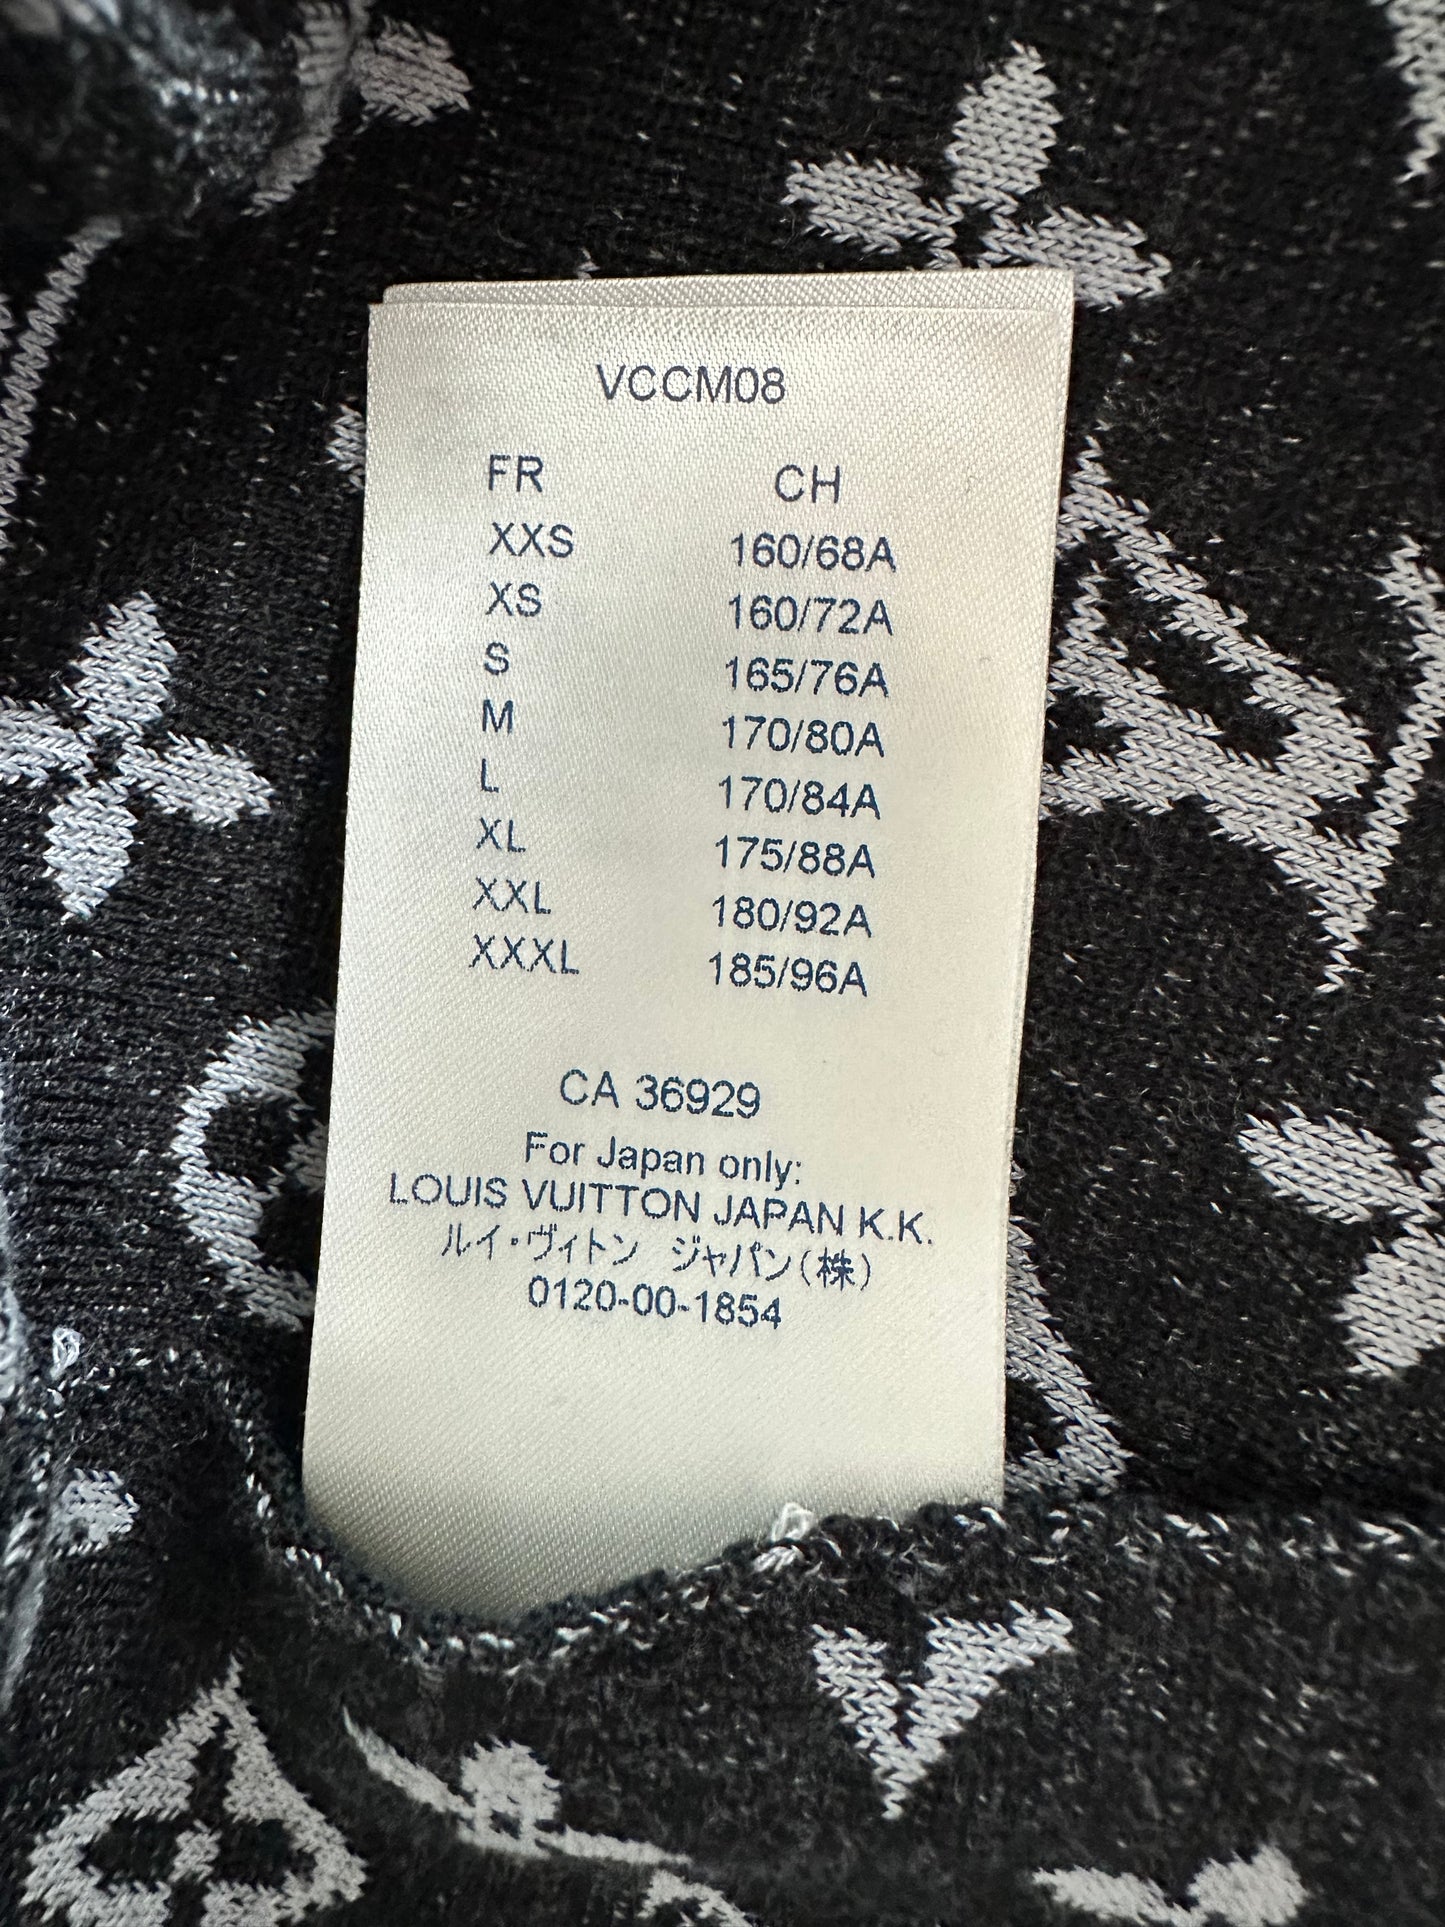 VCCM08
FR CH
XXS 160/68A
XS 160/72A
S 165/76A
M 170/80A
L 170/84A
XL 175/88A
XXL 180/92A
XXXL 185/96A
CA 36929
For Japan only:
LOUIS VUITTON JAPAN K.K.
ルイ・ヴィトン ジャパン(株)
0120-00-1854